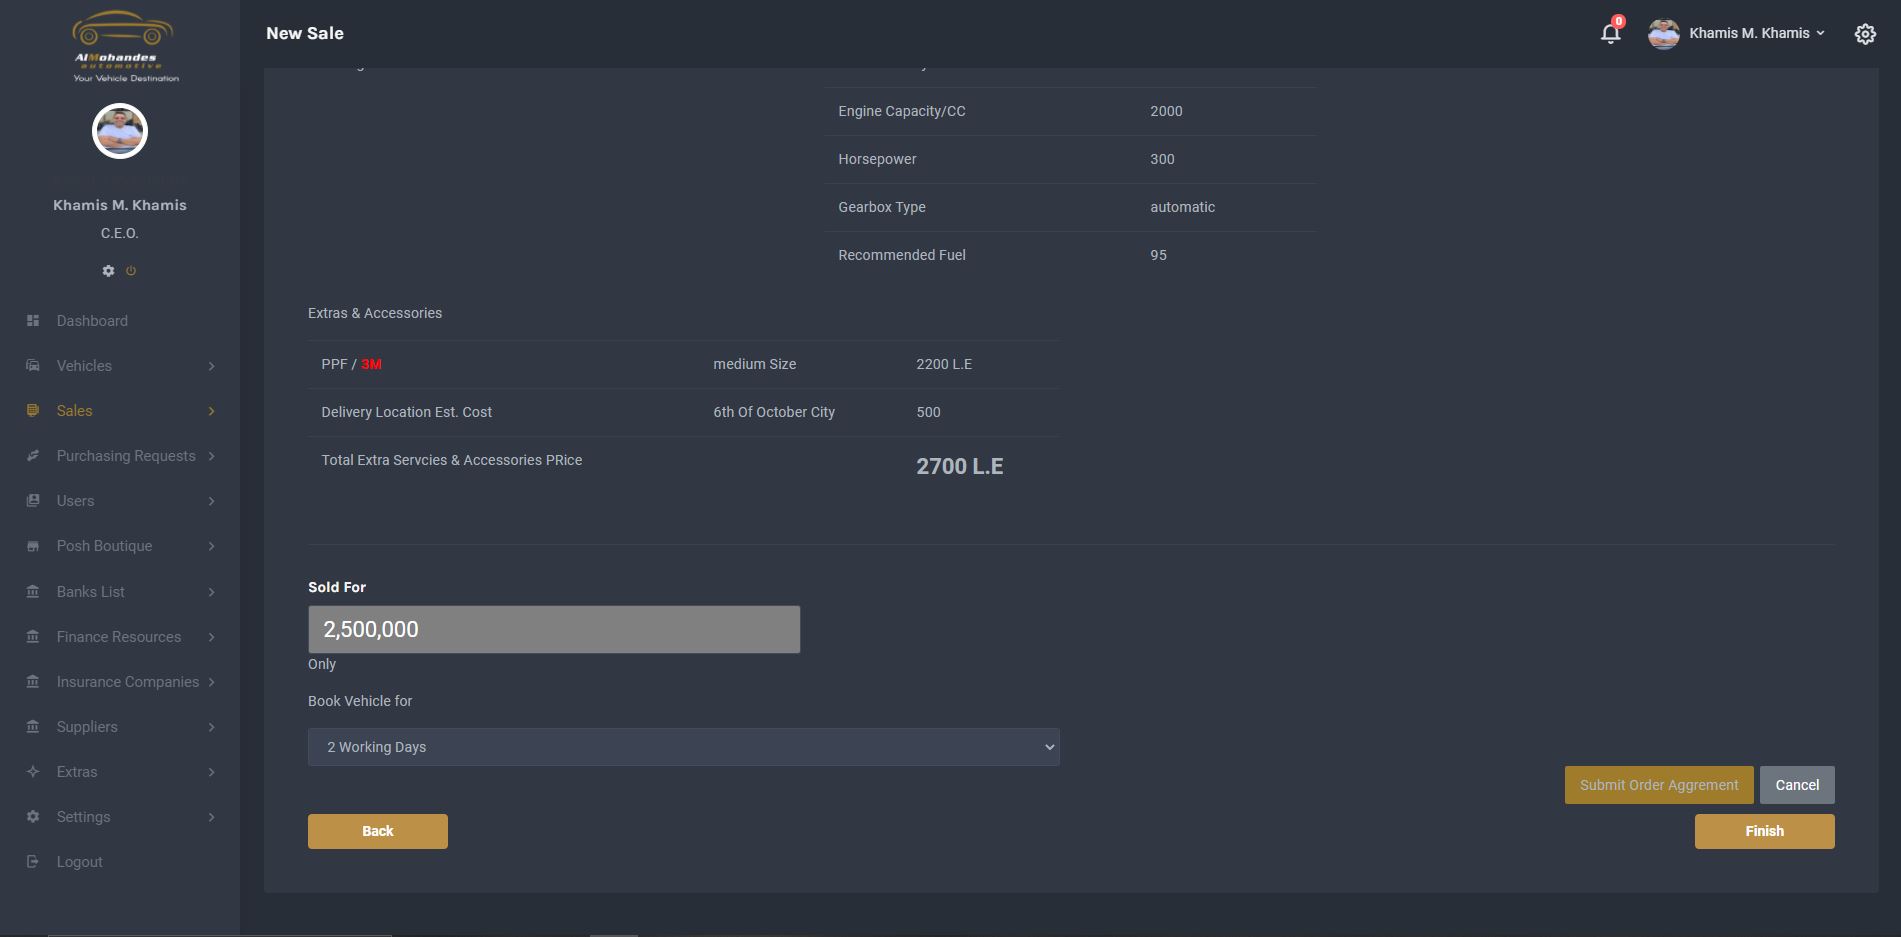 AlMohandes
automotive
Your Vehicle Destination
Khamis M. Khamis
C.E.O.
Dashboard
Vehicles
Sales
Purchasing Requests
Users
Posh Boutique
Banks List
Finance Resources
Insurance Companies
Suppliers
Extras
Settings
Logout
New Sale
0
Khamis M. Khamis
Engine Capacity/CC 2000
Horsepower 300
Gearbox Type automatic
Recommended Fuel 95
Extras & Accessories
PPF / 3M medium Size 2200 L.E
Delivery Location Est. Cost 6th Of October City 500
Total Extra Servcies & Accessories PRice 2700 L.E
Sold For
2,500,000
Only
Book Vehicle for
2 Working Days
Submit Order Aggrement Cancel
Back Finish